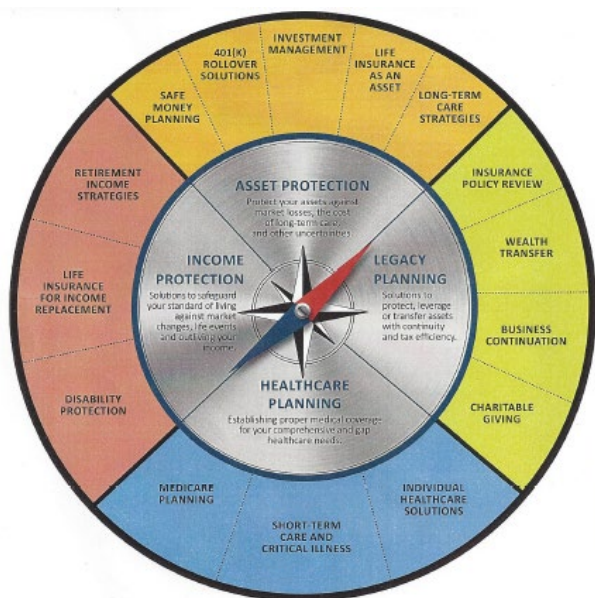 INVESTMENT
MANAGEMENT
401(K)
ROLLOVER
SOLUTIONS
LIFE
INSURANCE
AS AN
ASSET
SAFE
MONEY
PLANNING
LONG-TERM
CARE
STRATEGIES
RETIREMENT
INCOME
STRATEGIES
INSURANCE
POLICY REVIEW
ASSET PROTECTION
Protect your assets against
market losses, the cost
of long-term care,
and other uncertainties.
LIFE
INSURANCE
FOR INCOME
REPLACEMENT
INCOME
PROTECTION
Solutions to safeguard
your standard of living
against market
changes, life events
and outliving your
income.
LEGACY
PLANNING
Solutions to
protect, leverage
or transfer assets
with continuity
and tax efficiency.
WEALTH
TRANSFER
BUSINESS
CONTINUATION
DISABILITY
PROTECTION
HEALTHCARE
PLANNING
Establishing proper medical coverage
for your comprehensive and gap
healthcare needs.
CHARITABLE
GIVING
MEDICARE
PLANNING
SHORT-TERM
CARE AND
CRITICAL ILLNESS
INDIVIDUAL
HEALTHCARE
SOLUTIONS